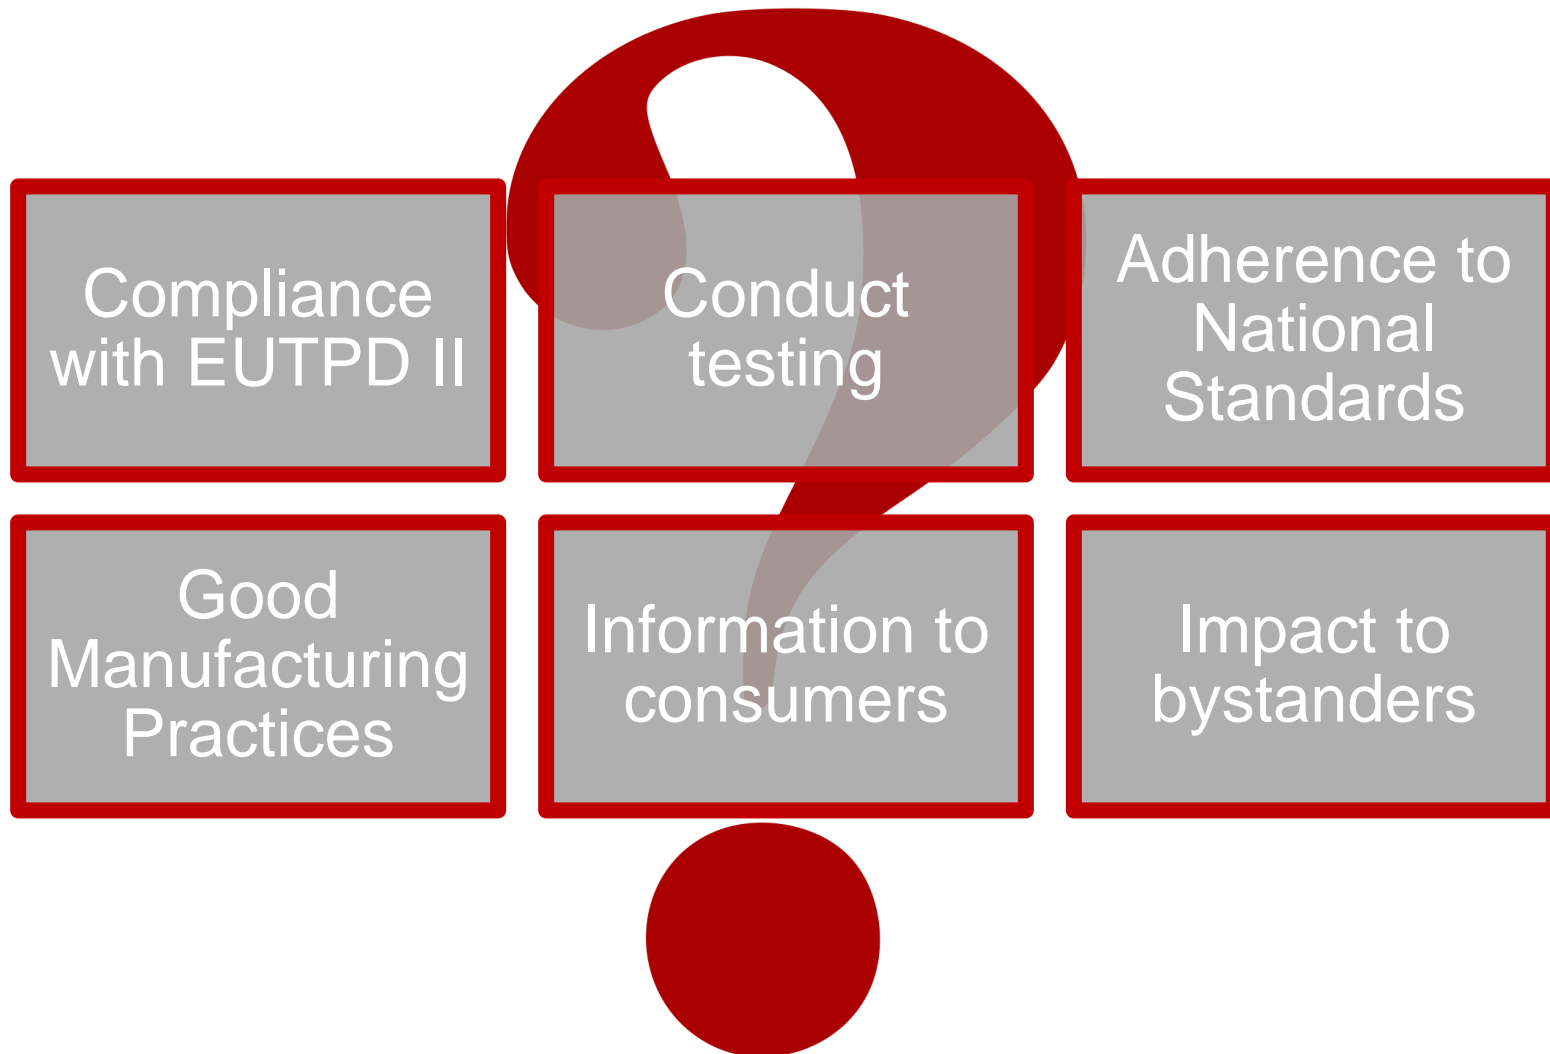 Compliance
with EUTPD II
Conduct
testing
Adherence to
National
Standards
Good
Manufacturing
Practices
Information to
consumers
Impact to
bystanders